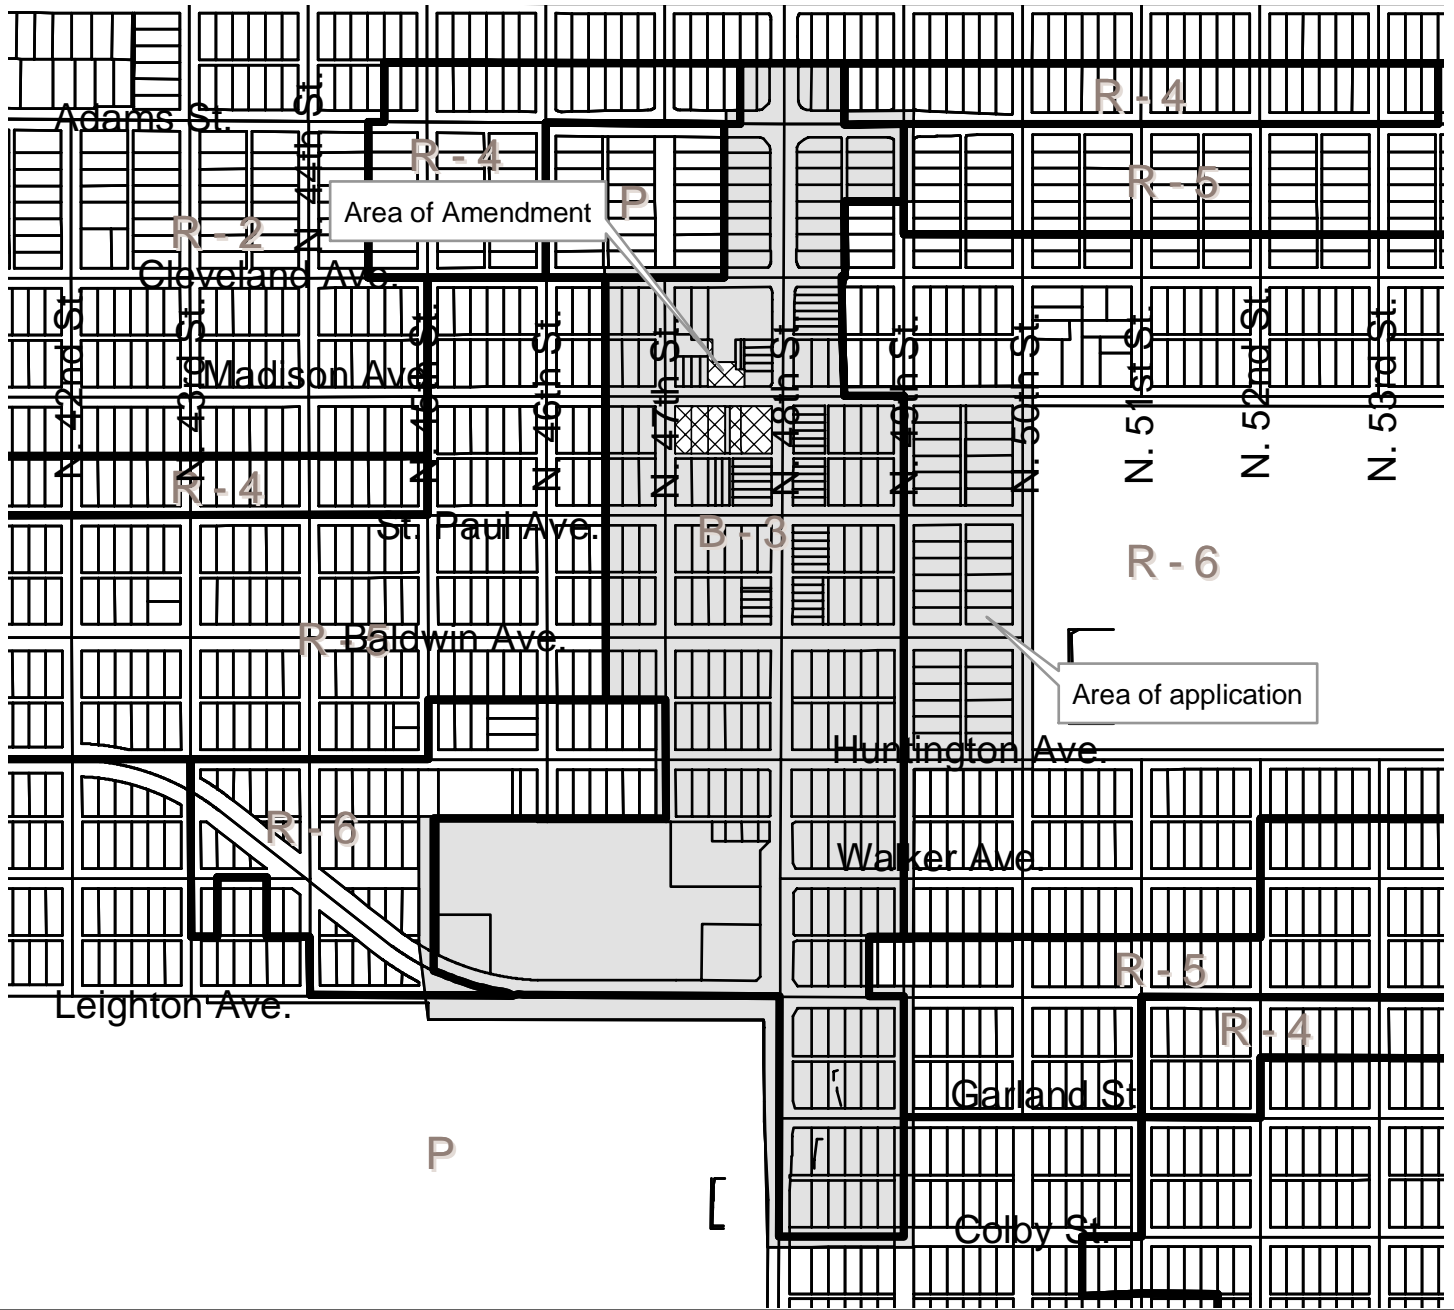 R - 4
Adams St.
N. 44th St.
R - 4
R - 5
Area of Amendment
P
R - 2
Cleveland Ave.
N. 42nd St.
N. 43rd St.
N. 45th St.
N. 46th St.
N. 47th St.
N. 48th St.
N. 49th St.
N. 50th St.
N. 51st St.
N. 52nd St.
N. 53rd St.
Madison Ave.
R - 4
St. Paul Ave.
B - 3
R - 6
R - 5
Baldwin Ave.
Area of application
Huntington Ave.
R - 6
Walker Ave.
R - 5
Leighton Ave.
R - 4
Garland St.
P
Colby St.